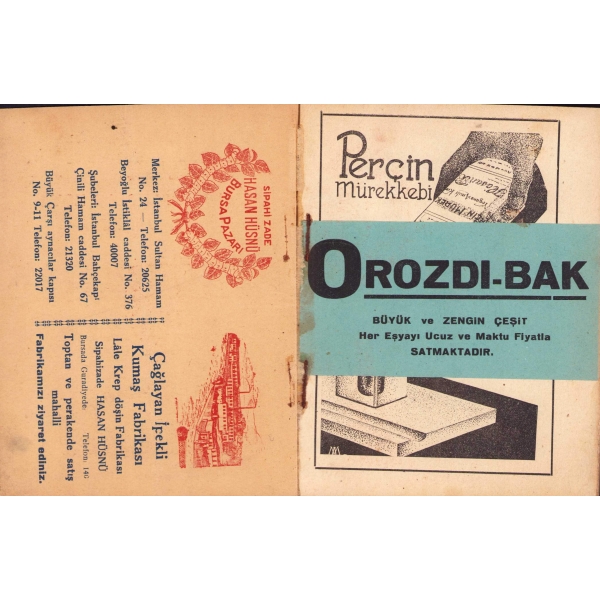 SİPAHİ ZADE
HASAN HÜSNÜ
BURSA PAZARI
Merkez: İstanbul Sultan Hamam
No. 24 — Telefon: 20625
Beyoğlu İstiklâl caddesi No. 376
Telefon: 40007
Şubeleri: İstanbul Bahçekapı
Çinili Hamam caddesi No. 67
Telefon: 21320
Büyük Çarşı aynacılar kapısı
No. 9-11 Telefon: 22017
Çağlayan İpekli
Kumaş Fabrikası
Lâle Krep döşin Fabrikası
Sipahizade HASAN HÜSNÜ
Bursada Guradiyede: Telefon: 140
Toptan ve perakende satış
mahalli
Fabrikamızı ziyaret ediniz.
Perçin
Mürekkebi
OROZDI-BAK
BÜYÜK ve ZENGİN ÇEŞİT
Her Eşyayı Ucuz ve Maktu Fiyatla
SATMAKTADIR.